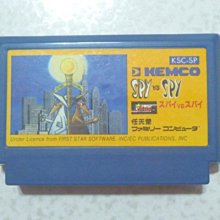 KSC-SP
KEMCO
SPY VS SPY
スパイVSスパイ
任天堂
ファミリー コンピュータ
Under Licence from FIRST STAR SOFTWARE, INC/EC PUBLICATIONS, INC